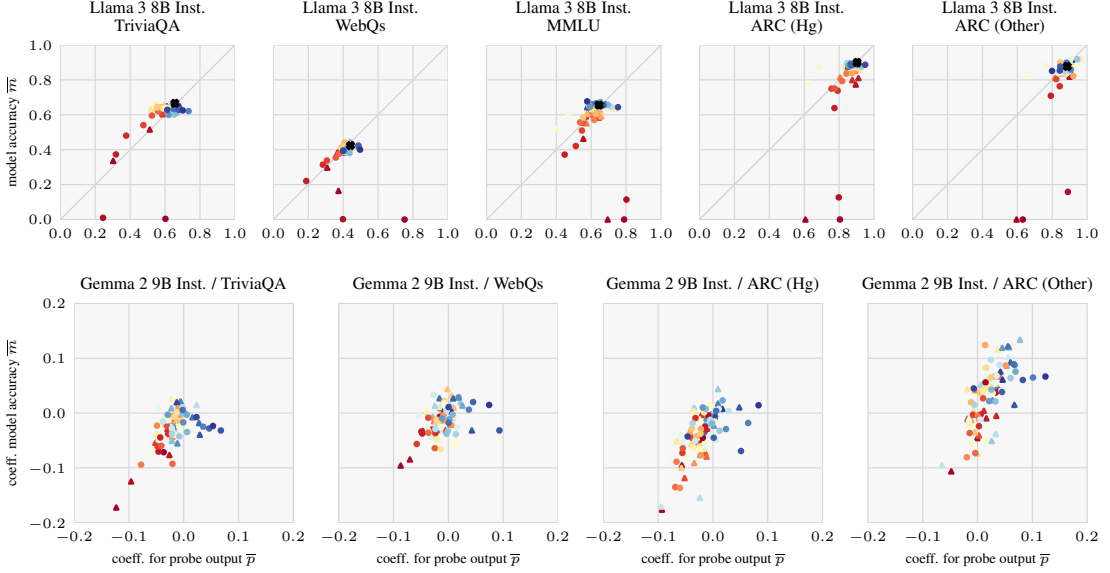 Llama 3 8B Inst.
TriviaQA
Llama 3 8B Inst.
WebQs
Llama 3 8B Inst.
MMLU
Llama 3 8B Inst.
ARC (Hg)
Llama 3 8B Inst.
ARC (Other)
model accuracy m̅
1.0
0.8
0.6
0.4
0.2
0.0
0.0 0.2 0.4 0.6 0.8 1.0
0.0 0.2 0.4 0.6 0.8 1.0
0.0 0.2 0.4 0.6 0.8 1.0
0.0 0.2 0.4 0.6 0.8 1.0
0.0 0.2 0.4 0.6 0.8 1.0
Gemma 2 9B Inst. / TriviaQA
Gemma 2 9B Inst. / WebQs
Gemma 2 9B Inst. / ARC (Hg)
Gemma 2 9B Inst. / ARC (Other)
coeff. model accuracy m̅
0.2
0.1
0.0
−0.1
−0.2
−0.2 −0.1 0.0 0.1 0.2
−0.2 −0.1 0.0 0.1 0.2
−0.2 −0.1 0.0 0.1 0.2
−0.2 −0.1 0.0 0.1 0.2
coeff. for probe output p̅
coeff. for probe output p̅
coeff. for probe output p̅
coeff. for probe output p̅